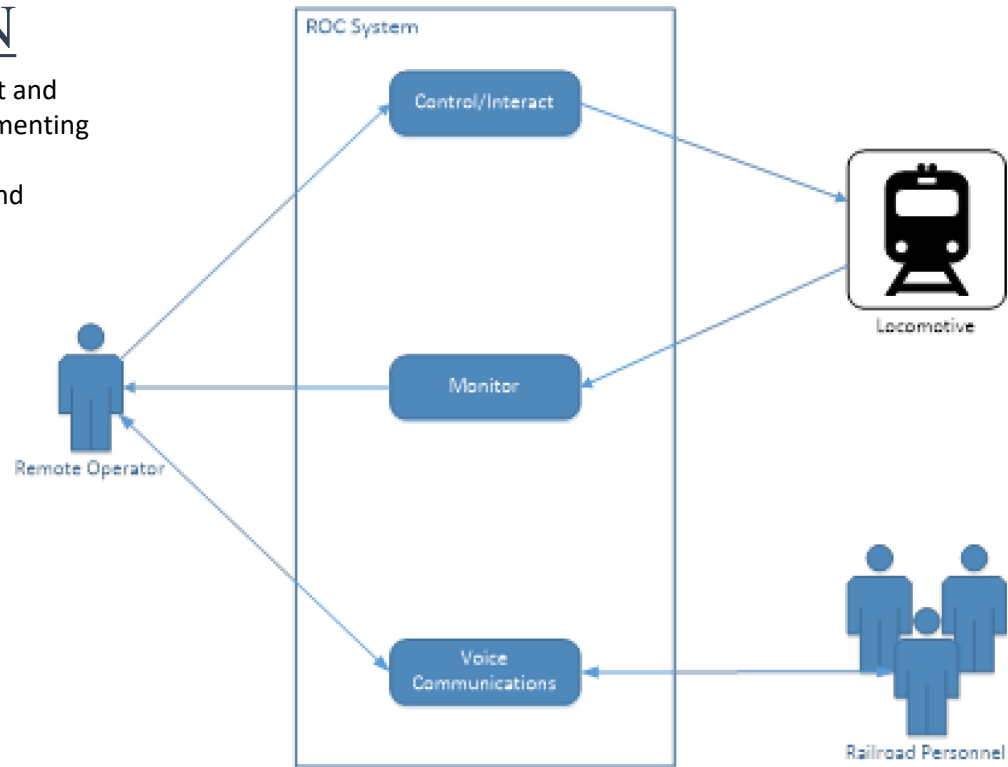 N
t and
menting
nd
ROC System
Control/Interact
Locomotive
Monitor
Remote Operator
Voice
Communications
Railroad Personnel